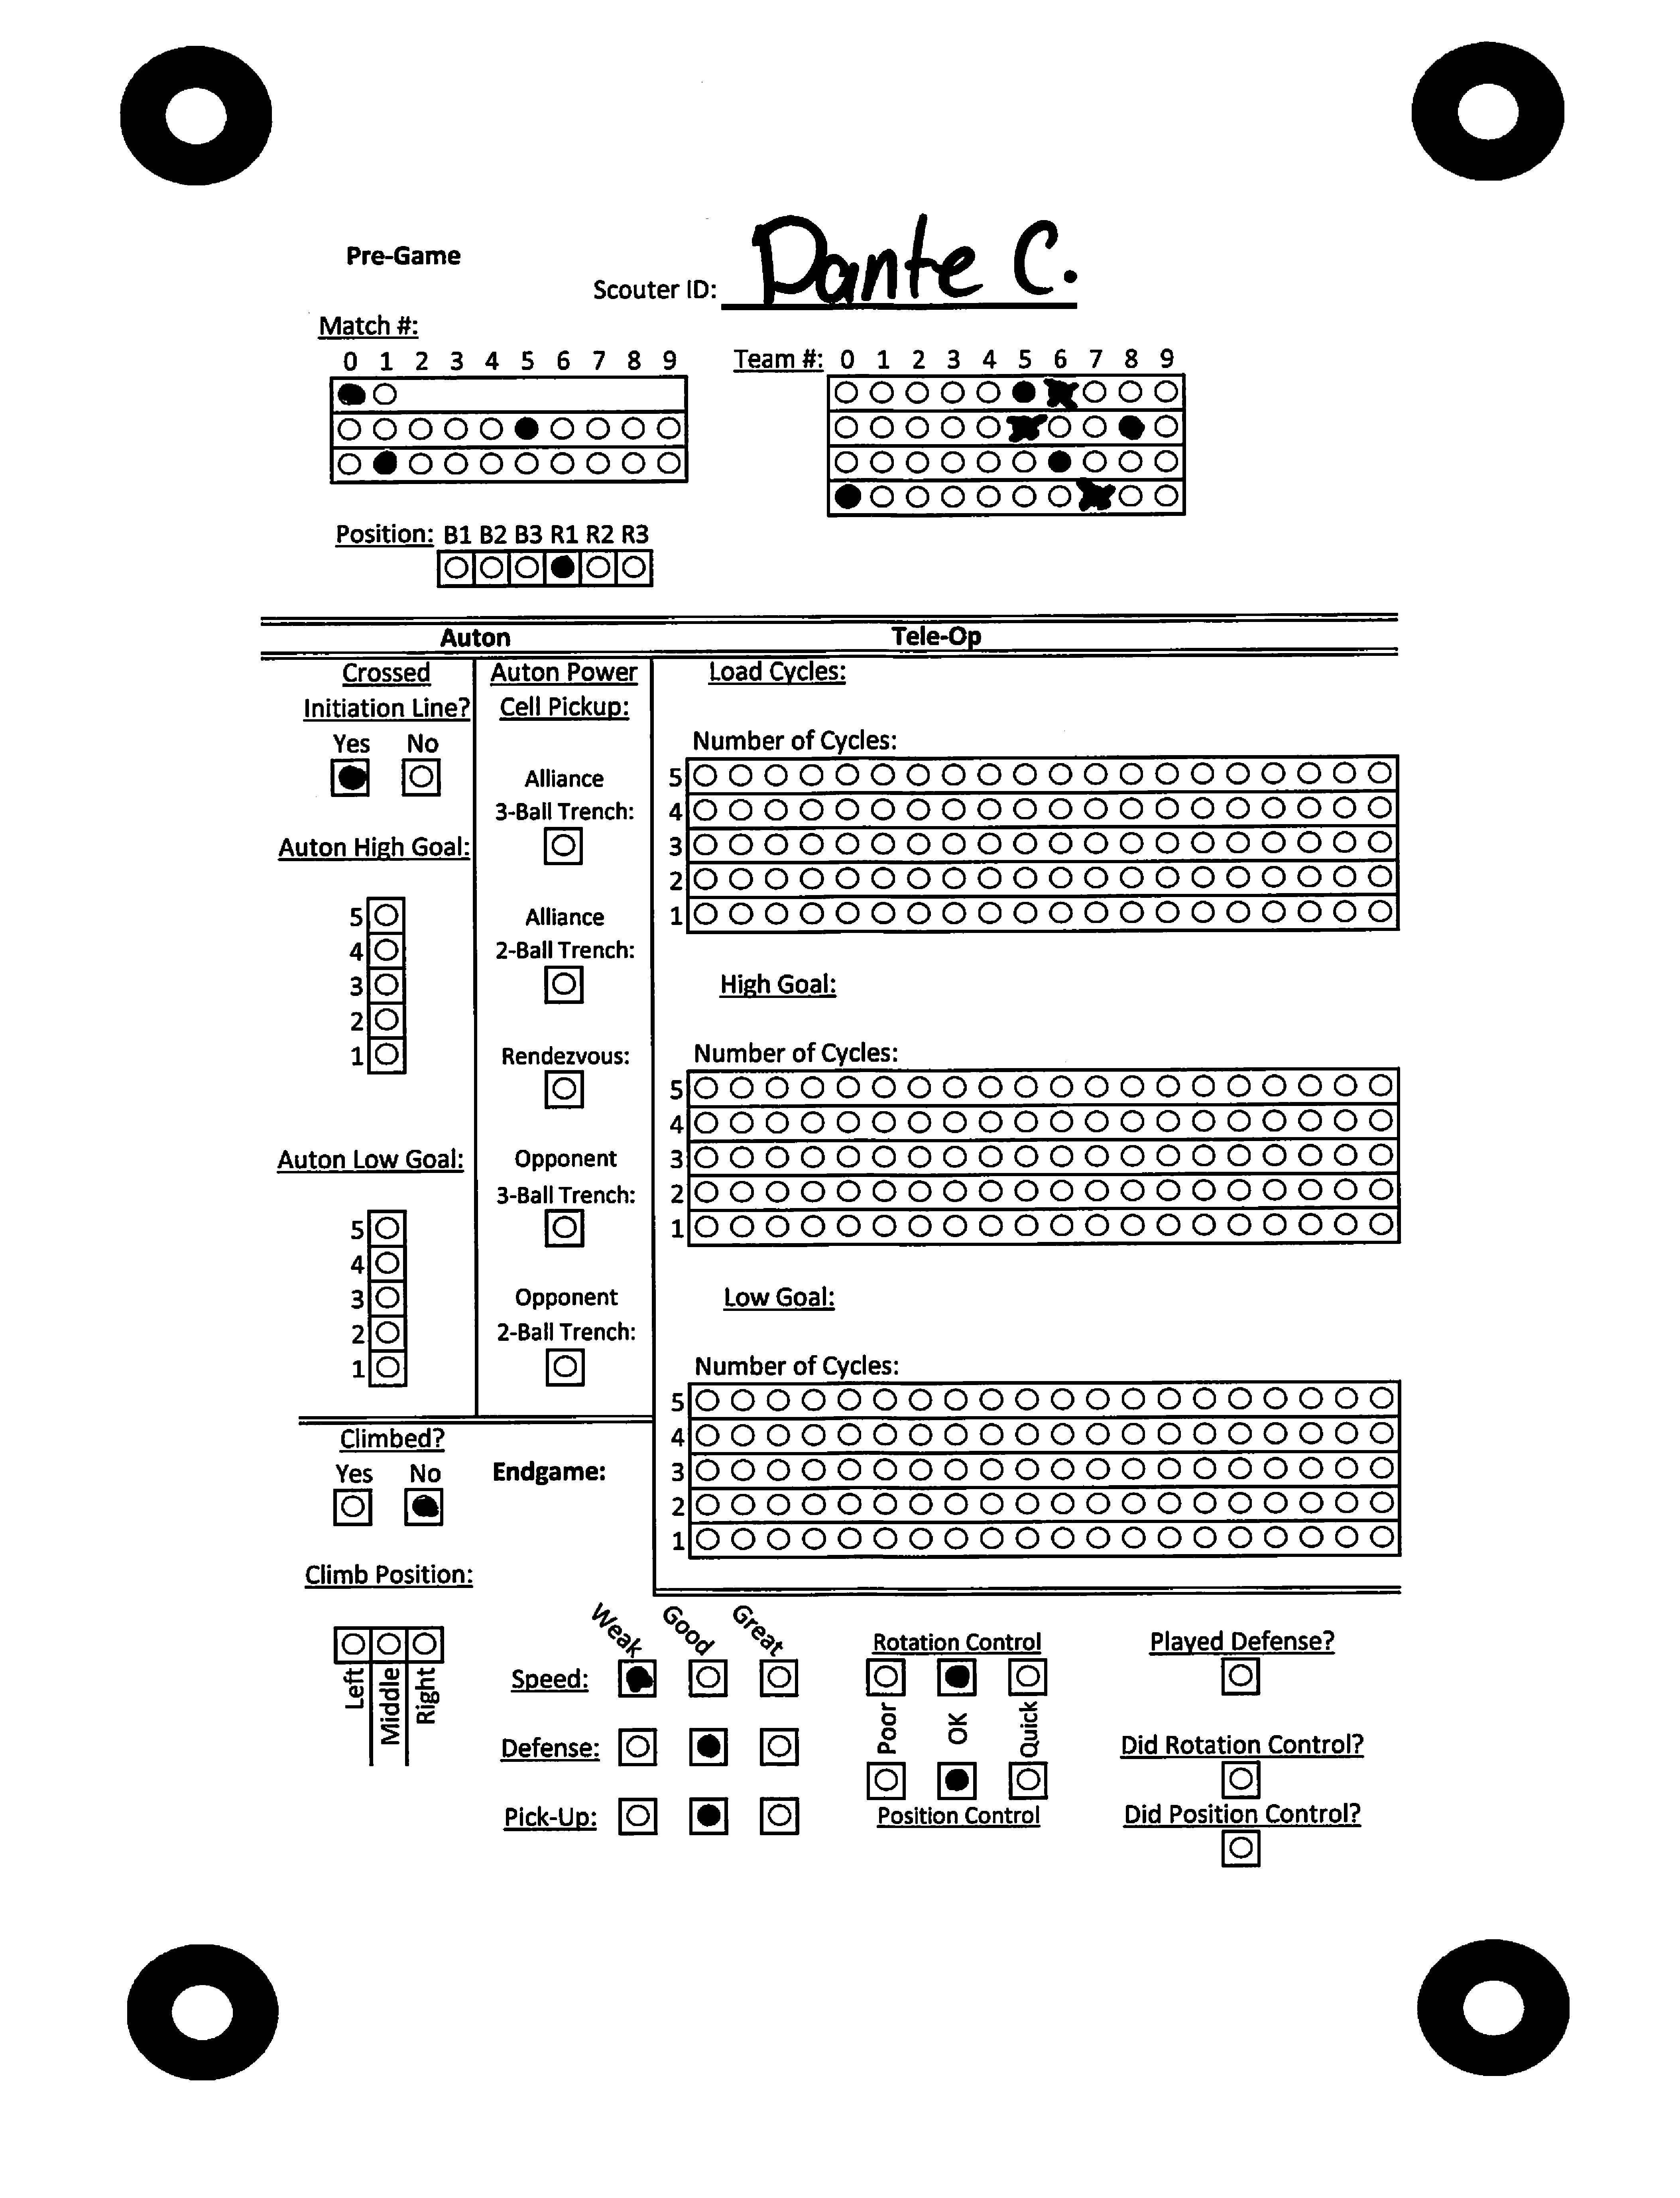 Pre-Game
Scouter ID: Dante C.
Match #:
0 1 2 3 4 5 6 7 8 9
Team #: 0 1 2 3 4 5 6 7 8 9
Position: B1 B2 B3 R1 R2 R3
Auton
Tele-Op
Crossed
Initiation Line?
Yes No
Auton High Goal:
5
4
3
2
1
Auton Low Goal:
5
4
3
2
1
Auton Power
Cell Pickup:
Alliance
3-Ball Trench:
Alliance
2-Ball Trench:
Rendezvous:
Opponent
3-Ball Trench:
Opponent
2-Ball Trench:
Load Cycles:
Number of Cycles:
5
4
3
2
1
High Goal:
Number of Cycles:
5
4
3
2
1
Low Goal:
Number of Cycles:
5
4
3
2
1
Climbed?
Yes No
Endgame:
Climb Position:
Left
Middle
Right
Weak Good Great
Speed:
Defense:
Pick-Up:
Rotation Control
Poor OK Quick
Position Control
Played Defense?
Did Rotation Control?
Did Position Control?